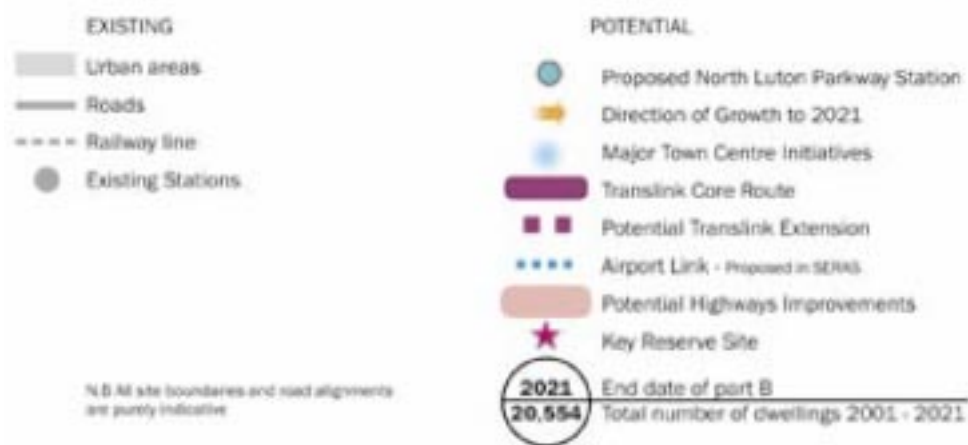 EXISTING
Urban areas
Roads
Railway line
Existing Stations
N.B All site boundaries and road alignments
are purely indicative
POTENTIAL
Proposed North Luton Parkway Station
Direction of Growth to 2021
Major Town Centre Initiatives
Translink Core Route
Potential Translink Extension
Airport Link - Proposed in SERAS
Potential Highways Improvements
Key Reserve Site
2021 End date of part B
20,554 Total number of dwellings 2001 - 2021